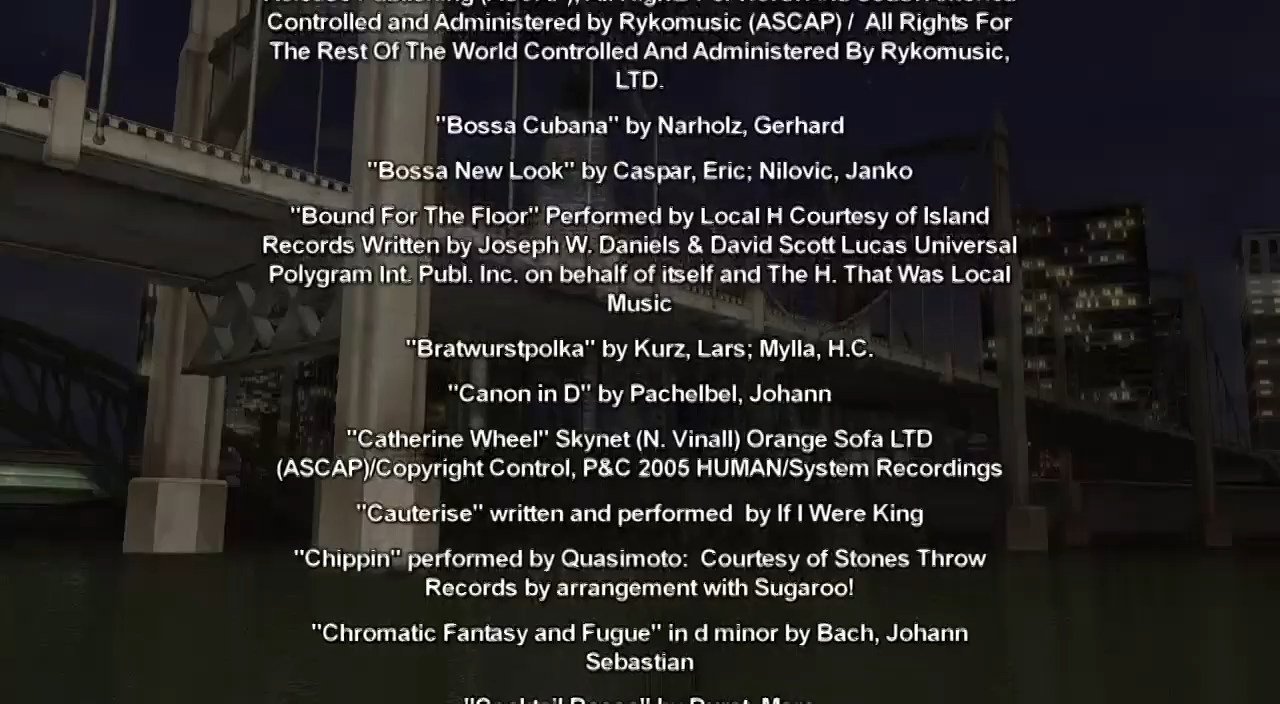 Controlled and Administered by Rykomusic (ASCAP) /  All Rights For
The Rest Of The World Controlled And Administered By Rykomusic,
LTD.
"Bossa Cubana" by Narholz, Gerhard
"Bossa New Look" by Caspar, Eric; Nilovic, Janko
"Bound For The Floor" Performed by Local H Courtesy of Island
Records Written by Joseph W. Daniels & David Scott Lucas Universal
Polygram Int. Publ. Inc. on behalf of itself and The H. That Was Local
Music
"Bratwurstpolka" by Kurz, Lars; Mylla, H.C.
"Canon in D" by Pachelbel, Johann
"Catherine Wheel" Skynet (N. Vinall) Orange Sofa LTD
(ASCAP)/Copyright Control, P&C 2005 HUMAN/System Recordings
"Cauterise" written and performed  by If I Were King
"Chippin" performed by Quasimoto:  Courtesy of Stones Throw
Records by arrangement with Sugaroo!
"Chromatic Fantasy and Fugue" in d minor by Bach, Johann
Sebastian